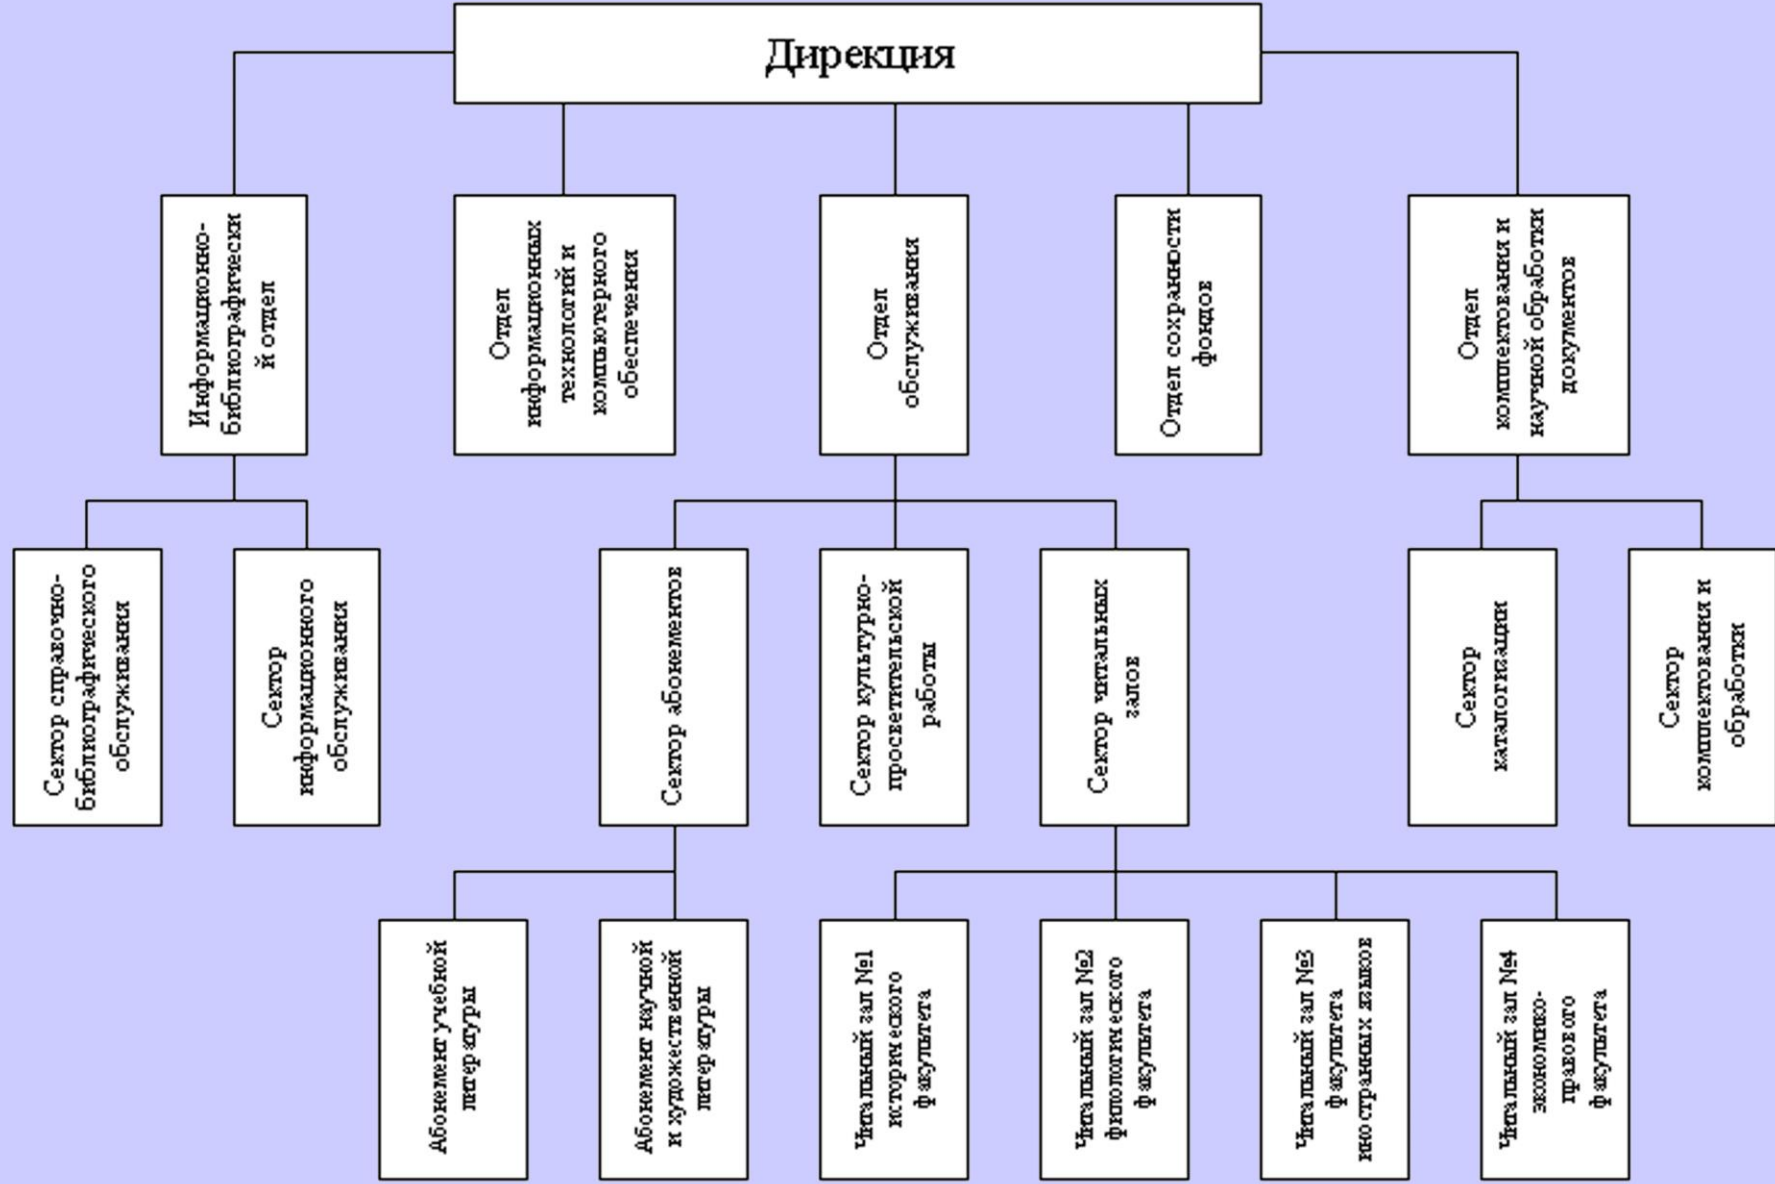 Дирекция
Информационно-
библиографически
й отдел
Отдел
информационных
технологий и
компьютерного
обеспечения
Отдел
обслуживания
Отдел сохранности
фондов
Отдел
комплектования и
научной обработки
документов
Сектор справочно-
библиографического
обслуживания
Сектор
информационного
обслуживания
Сектор абонементов
Сектор культурно-
просветительской
работы
Сектор читальных
залов
Сектор
каталогизации
Сектор
комплектования и
обработки
Абонемент учебной
литературы
Абонемент научной
и художественной
литературы
Читальный зал №1
исторического
факультета
Читальный зал №2
филологического
факультета
Читальный зал №3
факультета
иностранных языков
Читальный зал №4
экономико-
правового
факультета